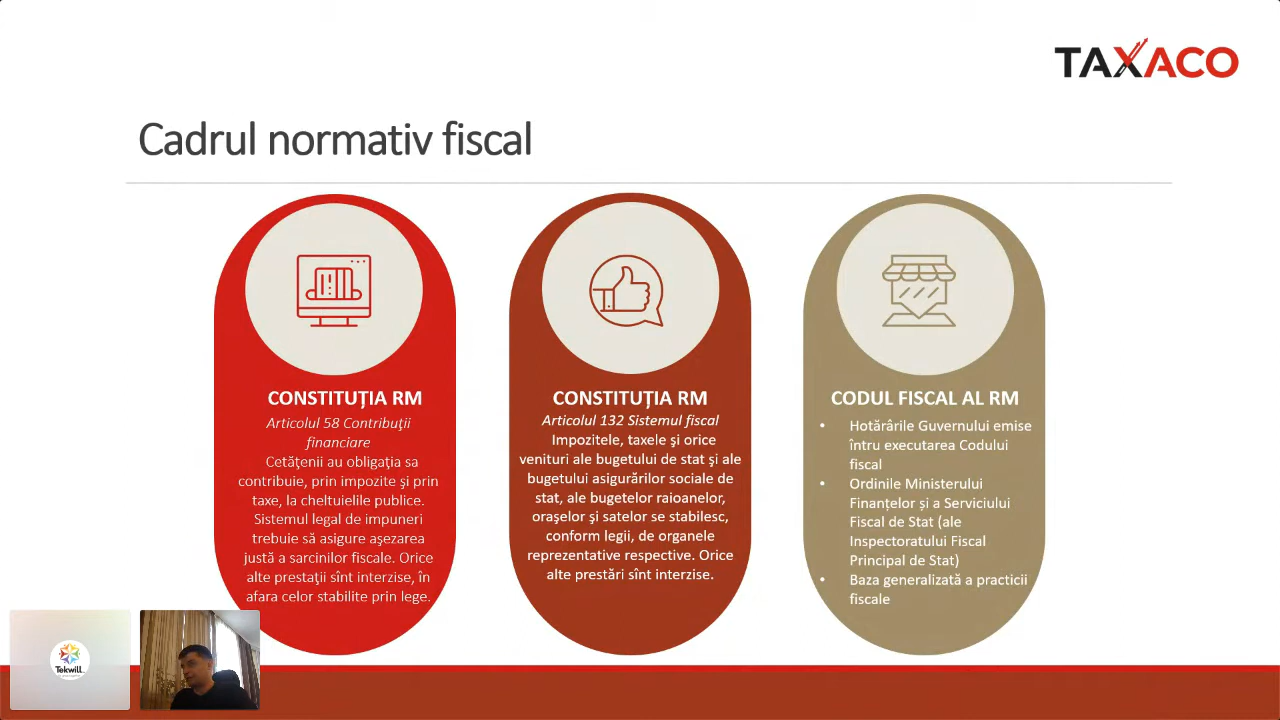 TAXACO
Cadrul normativ fiscal
CONSTITUŢIA RM
Articolul 58 Contribuţii
financiare
Cetăţenii au obligaţia sa
contribuie, prin impozite şi prin
taxe, la cheltuielile publice.
Sistemul legal de impuneri
trebuie să asigure aşezarea
justă a sarcinilor fiscale. Orice
alte prestaţii sînt interzise, în
afara celor stabilite prin lege.
CONSTITUŢIA RM
Articolul 132 Sistemul fiscal
Impozitele, taxele şi orice
venituri ale bugetului de stat şi ale
bugetului asigurărilor sociale de
stat, ale bugetelor raioanelor,
oraşelor şi satelor se stabilesc,
conform legii, de organele
reprezentative respective. Orice
alte prestări sînt interzise.
CODUL FISCAL AL RM
• Hotărârile Guvernului emise
întru executarea Codului
fiscal
• Ordinile Ministerului
Finanțelor și a Serviciului
Fiscal de Stat (ale
Inspectoratului Fiscal
Principal de Stat)
• Baza generalizată a practicii
fiscale
Tekwill